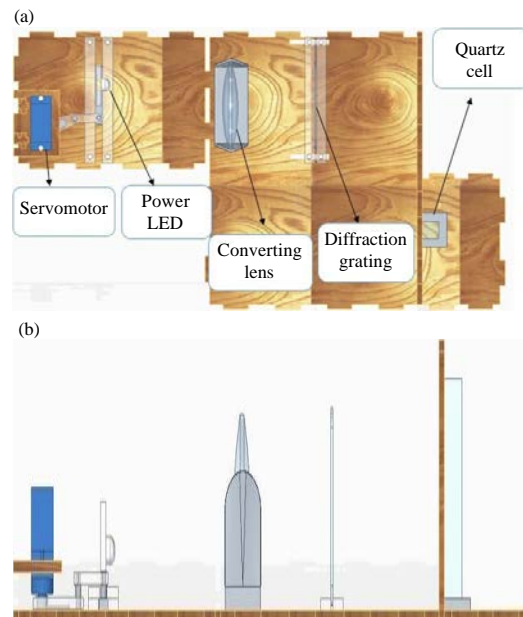 (a)
Quartz
cell
Servomotor
Power
LED
Converting
lens
Diffraction
grating
(b)